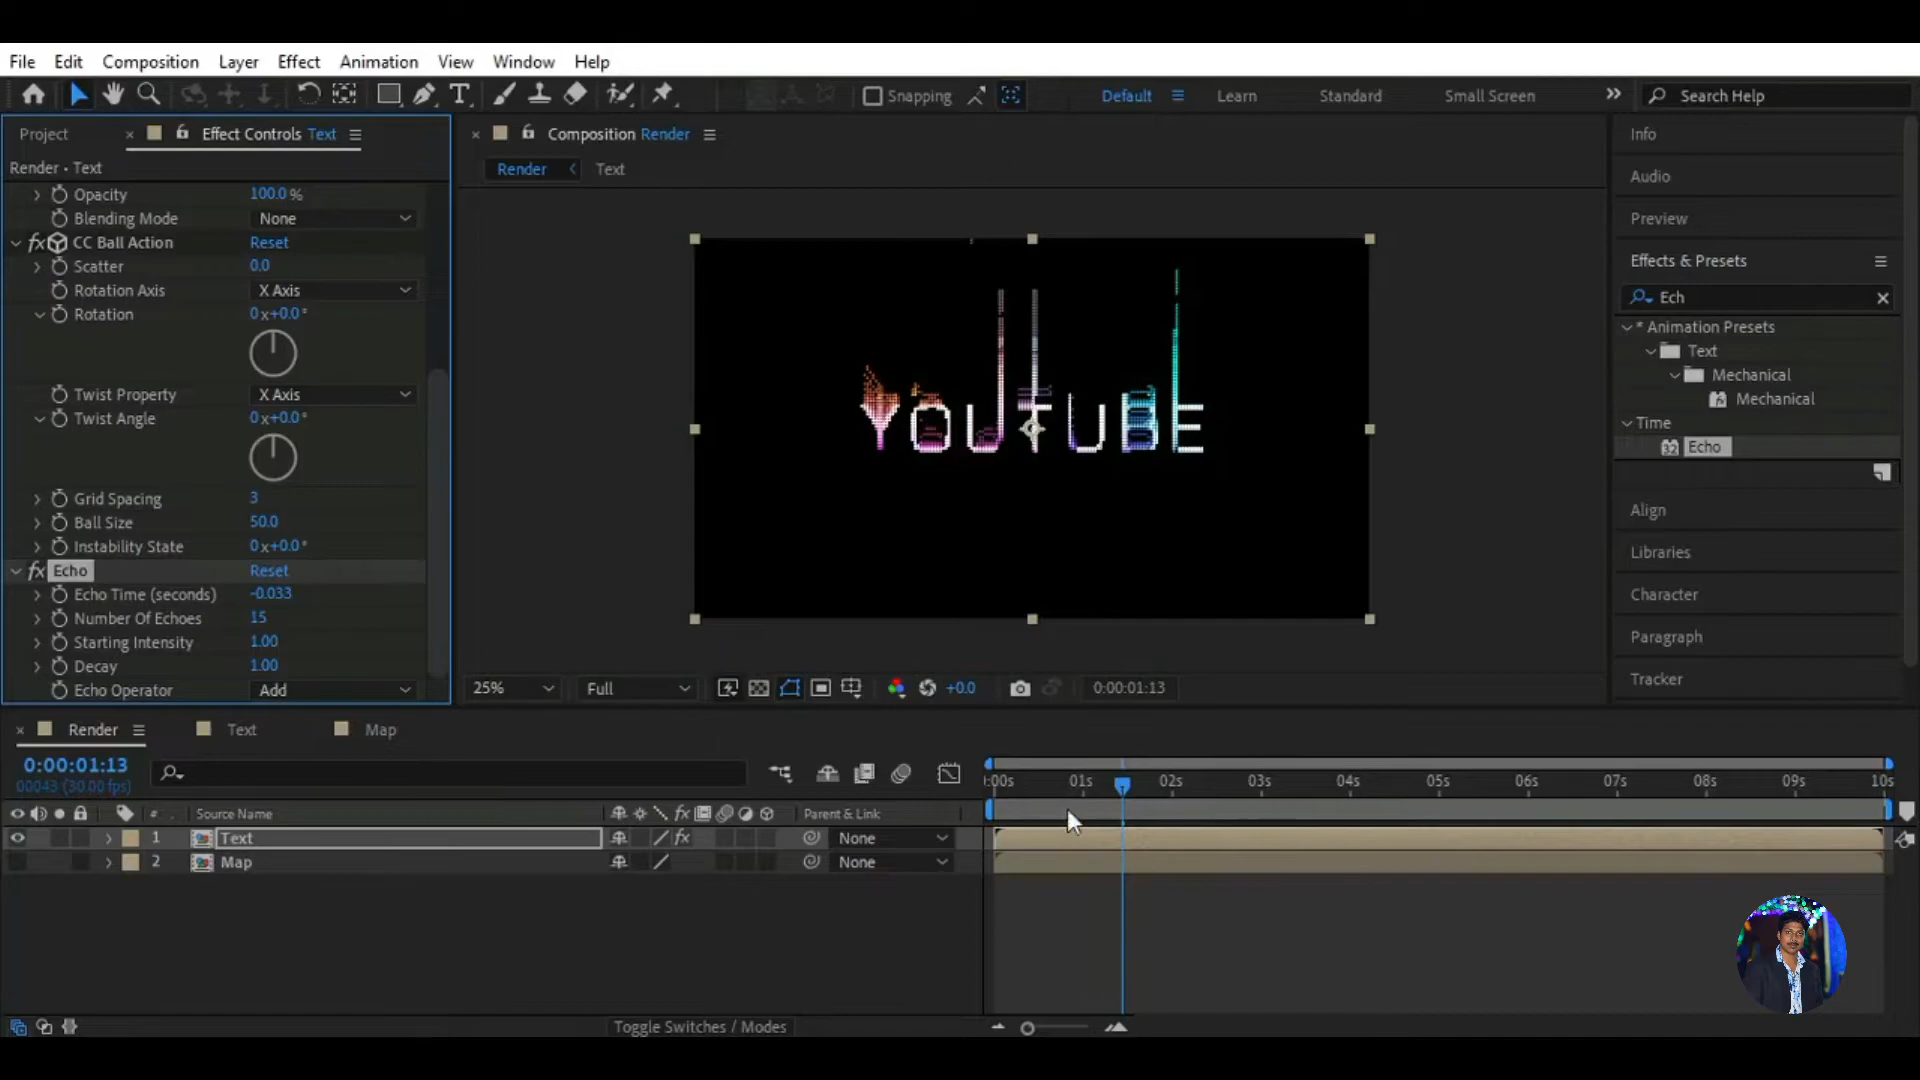 File Edit Composition Layer Effect Animation View Window Help
Snapping Default Learn Standard Small Screen Search Help
Project Effect Controls Text
Render • Text
Opacity 100.0 %
Blending Mode None
fx CC Ball Action Reset
Scatter 0.0
Rotation Axis X Axis
Rotation 0x+0.0°
Twist Property X Axis
Twist Angle 0x+0.0°
Grid Spacing 3
Ball Size 50.0
Instability State 0x+0.0°
fx Echo Reset
Echo Time (seconds) -0.033
Number Of Echoes 15
Starting Intensity 1.00
Decay 1.00
Echo Operator Add
Composition Render
Render Text
YOUTUBE
25% Full +0.0 0:00:01:13
Info
Audio
Preview
Effects & Presets
Ech
* Animation Presets
Text
Mechanical
Mechanical
Time
32 Echo
Align
Libraries
Character
Paragraph
Tracker
Render Text Map
0:00:01:13
00043 (30.00 fps)
:00s 01s 02s 03s 04s 05s 06s 07s 08s 09s 10s
# Source Name fx Parent & Link
1 Text fx None
2 Map None
Toggle Switches / Modes